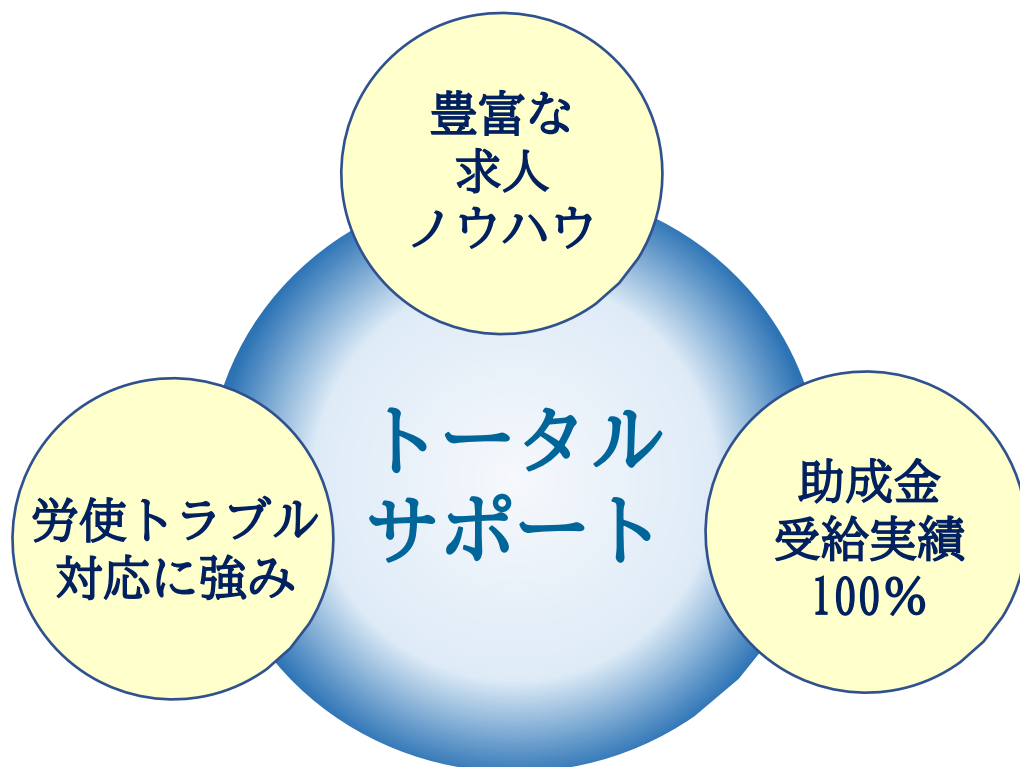 豊富な
求人
ノウハウ
トータル
サポート
労使トラブル
対応に強み
助成金
受給実績
100%